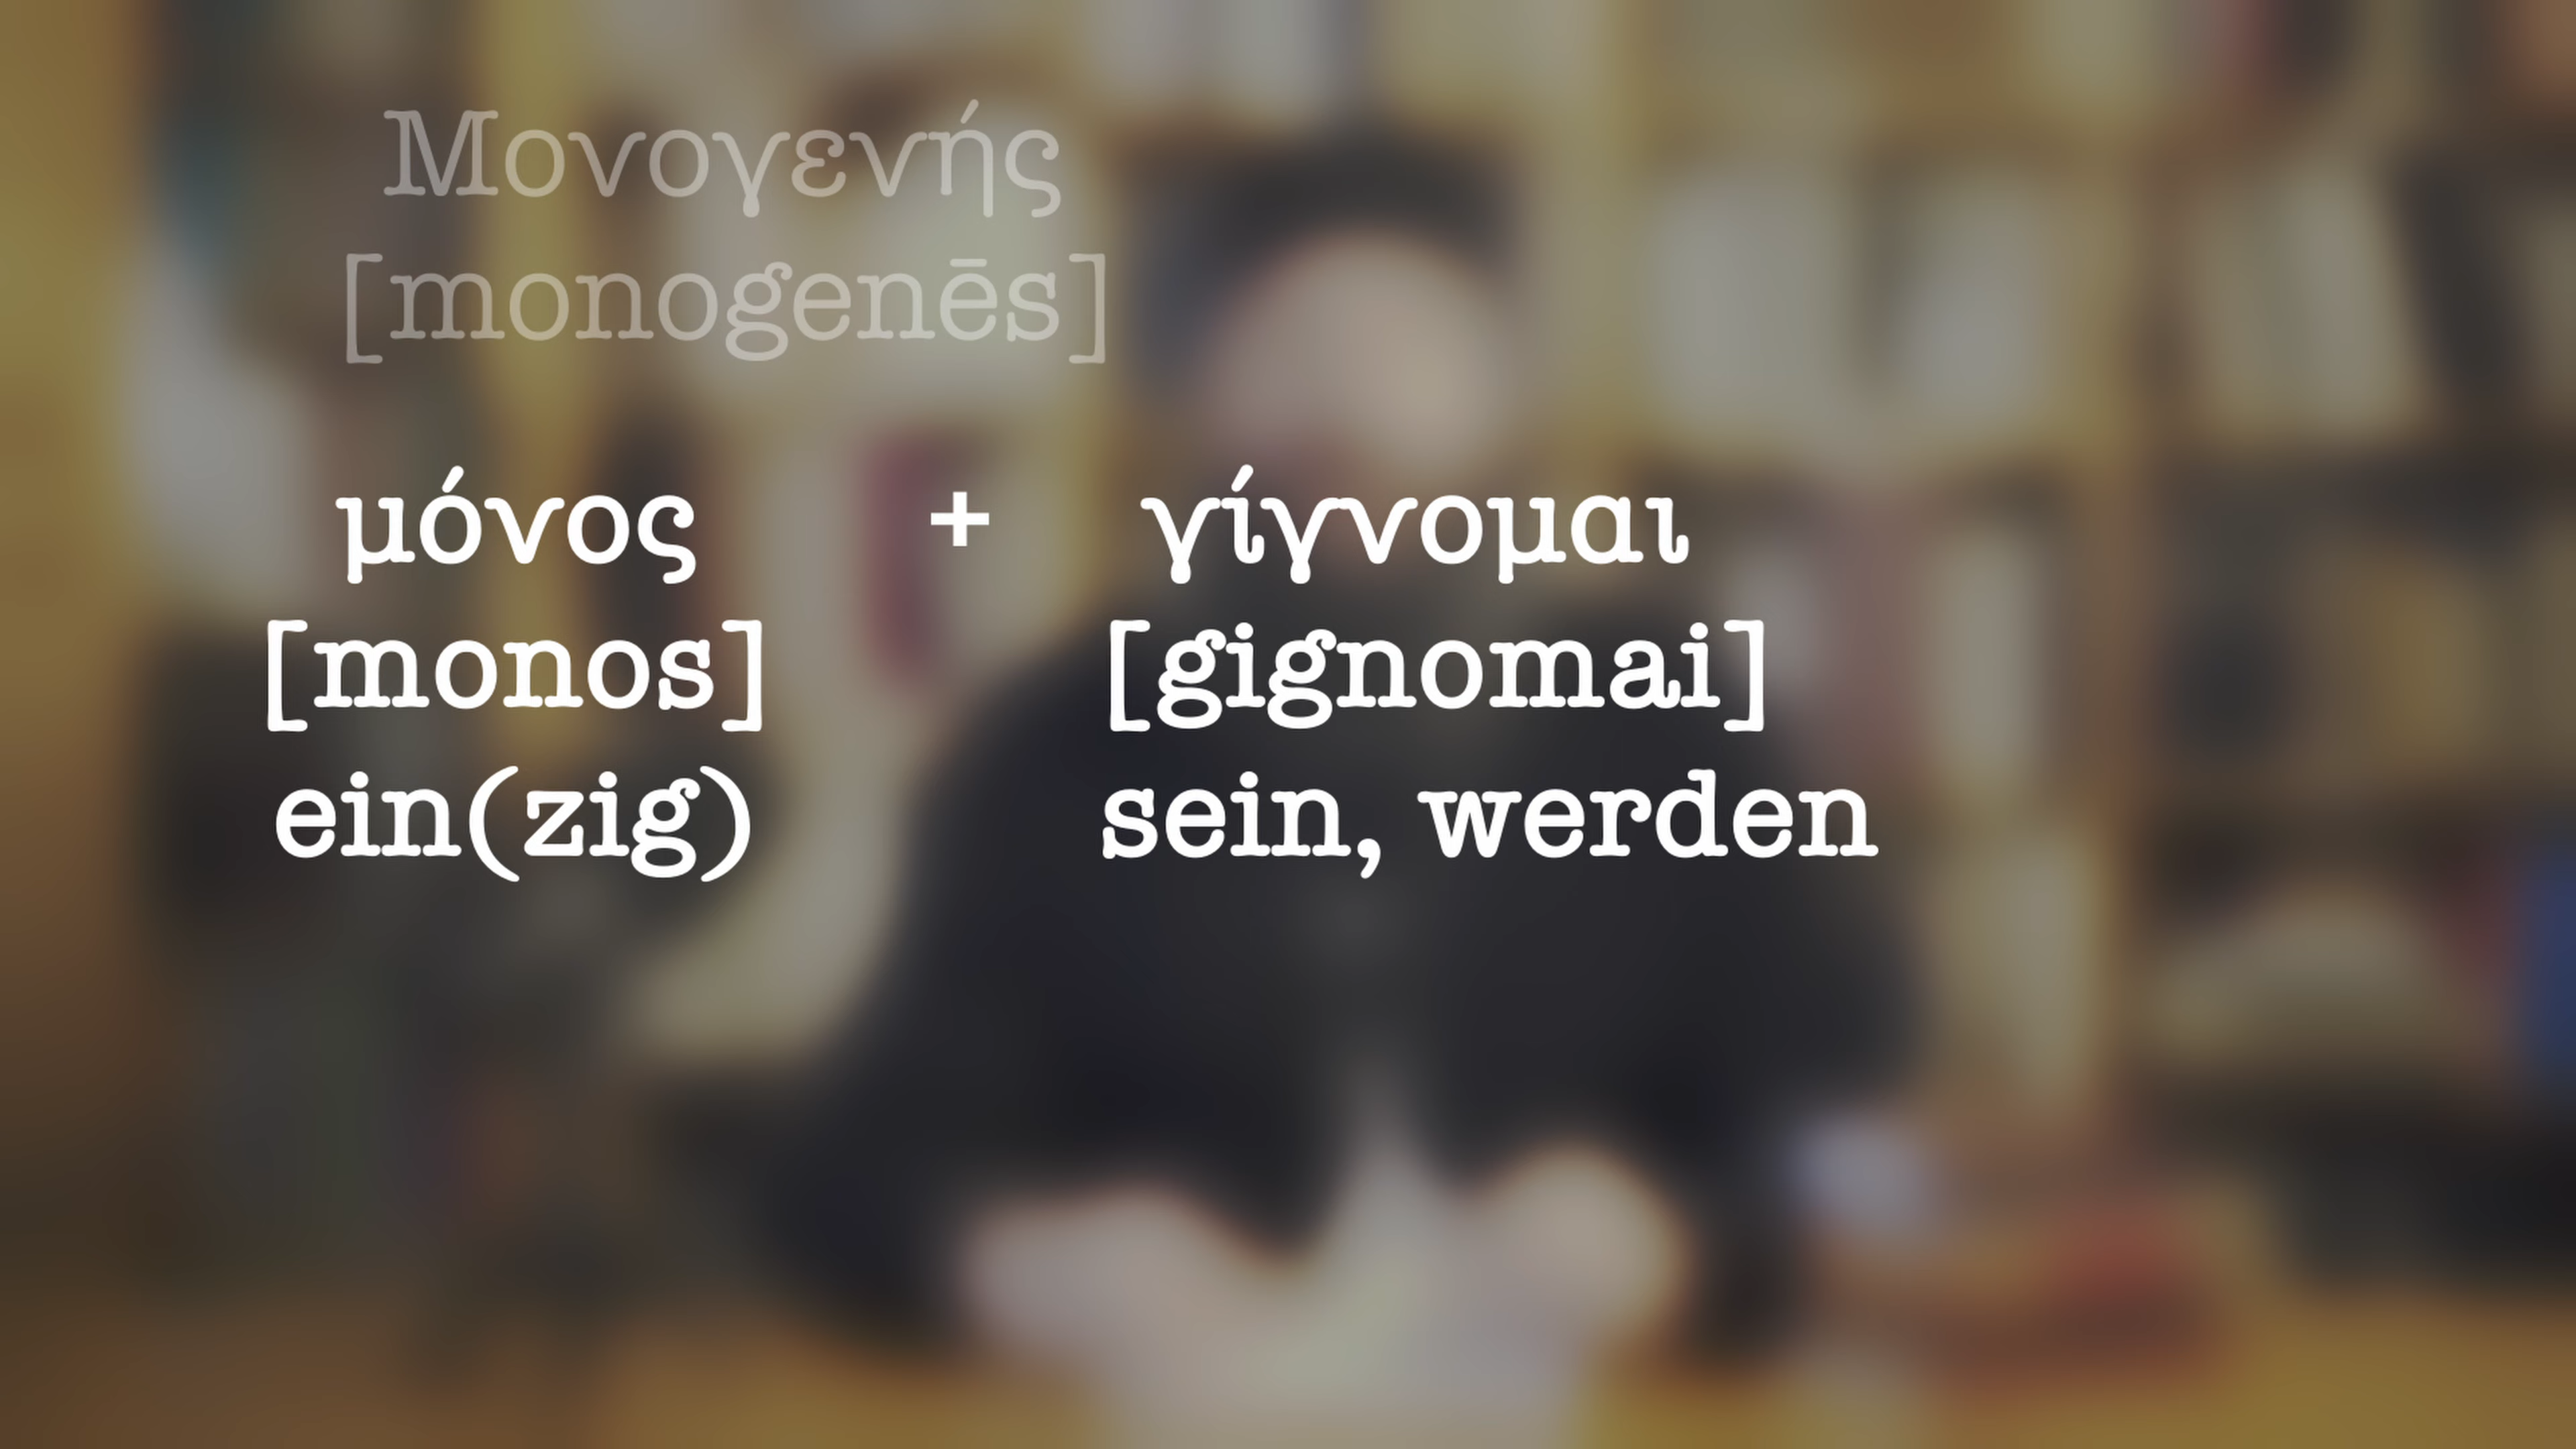 Μονογενής
[monogenēs]
μόνος + γίγνομαι
[monos] [gignomai]
ein(zig) sein, werden